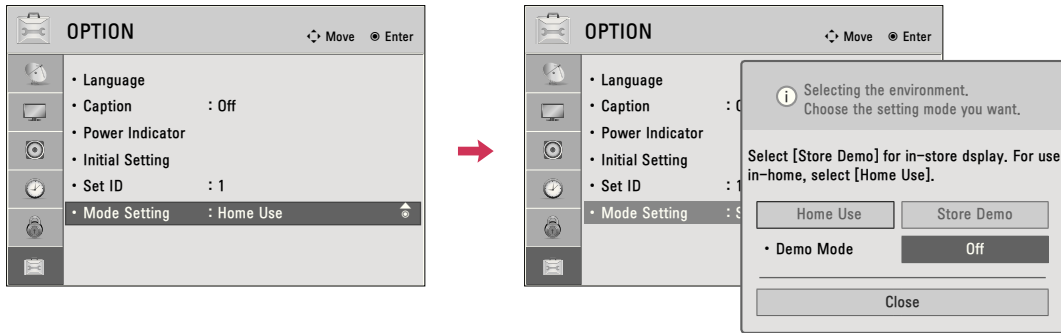 OPTION
Move
Enter
• Language
• Caption : Off
• Power Indicator
• Initial Setting
• Set ID : 1
• Mode Setting : Home Use
OPTION
Move
Enter
• Language
• Caption :
• Power Indicator
• Initial Setting
• Set ID : 1
• Mode Setting : S
i
Selecting the environment.
Choose the setting mode you want.
Select [Store Demo] for in-store dsplay. For use
in-home, select [Home Use].
Home Use
Store Demo
• Demo Mode
Off
Close